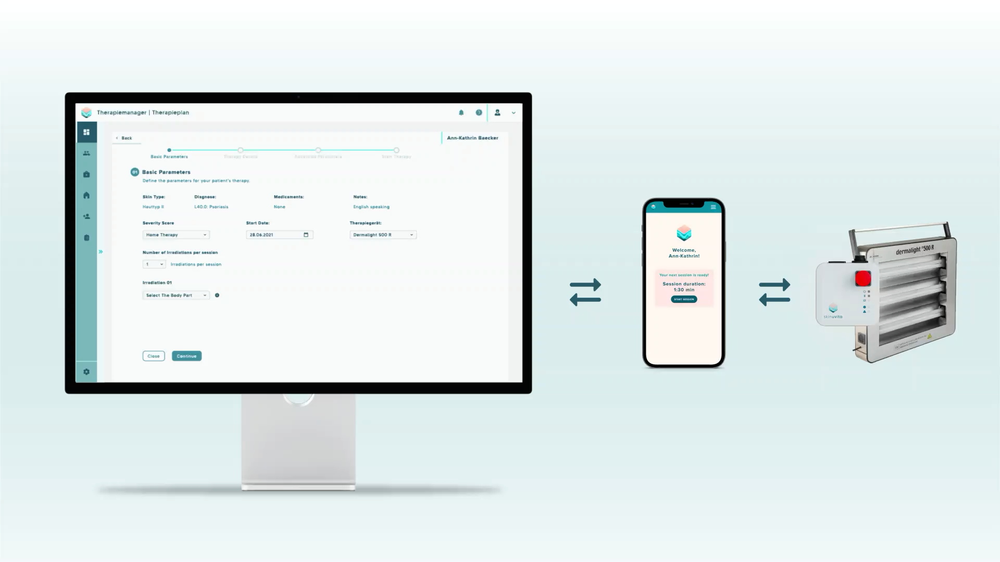 Therapiemanager | Therapieplan
< Back
Ann-Kathrin Baecker
Basic Parameters
Therapy Details
Start Therapy
01 Basic Parameters
Define the parameters for your patient's therapy.
Skin Type:
Diagnose:
Medicaments:
Notes:
Hauttyp II
L40.0: Psoriasis
None
English speaking
Severity Score
Start Date:
Therapiegerät:
Home Therapy
28.06.2021
Dermalight 500 R
Number of Irradiations per session
1
Irradiations per session
Irradiation 01
Select The Body Part
Close
Continue
Welcome,
Ann-Kathrin!
Your next session is ready!
Session duration:
1:30 min
START SESSION
dermalight ®500 R
skinuvita